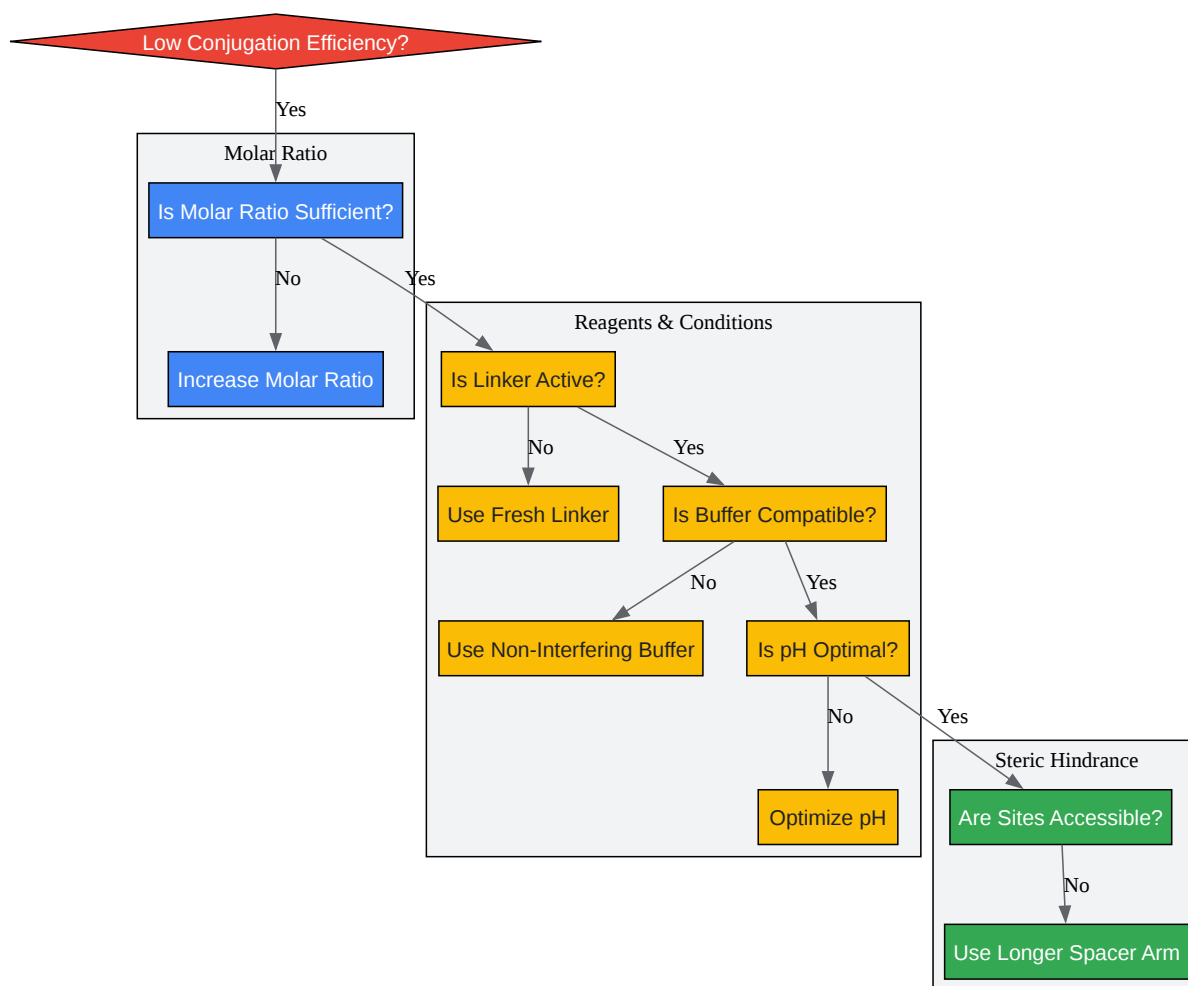 Low Conjugation Efficiency?
Yes
Molar Ratio
Is Molar Ratio Sufficient?
No
Yes
Increase Molar Ratio
Reagents & Conditions
Is Linker Active?
No
Yes
Use Fresh Linker
Is Buffer Compatible?
No
Yes
Use Non-Interfering Buffer
Is pH Optimal?
No
Yes
Optimize pH
Steric Hindrance
Are Sites Accessible?
No
Use Longer Spacer Arm